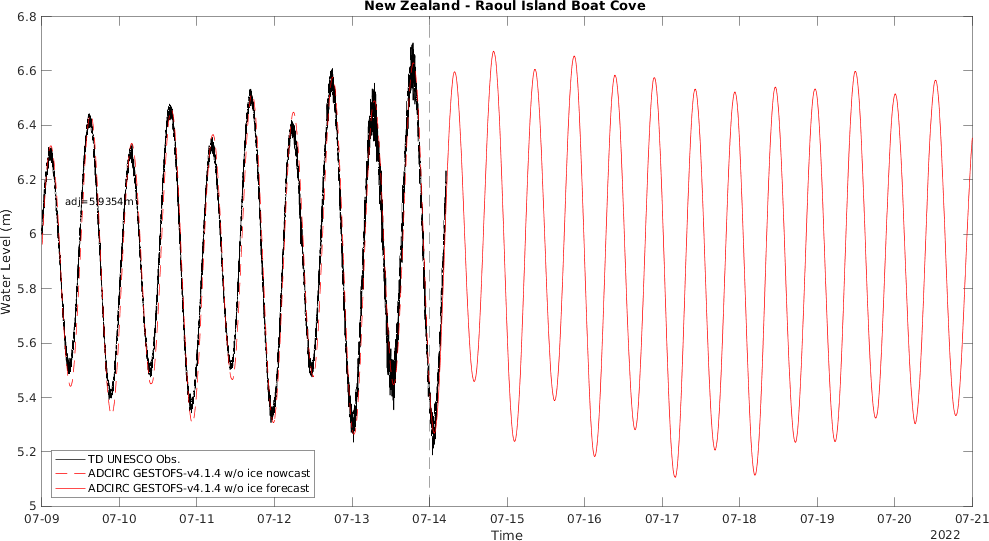 New Zealand - Raoul Island Boat Cove
6.8
6.6
6.4
6.2
6
5.8
5.6
5.4
5.2
5
Water Level (m)
adj=5.9354m
TD UNESCO Obs.
ADCIRC GESTOFS-v4.1.4 w/o ice nowcast
ADCIRC GESTOFS-v4.1.4 w/o ice forecast
07-09 07-10 07-11 07-12 07-13 07-14 07-15 07-16 07-17 07-18 07-19 07-20 07-21
Time
2022